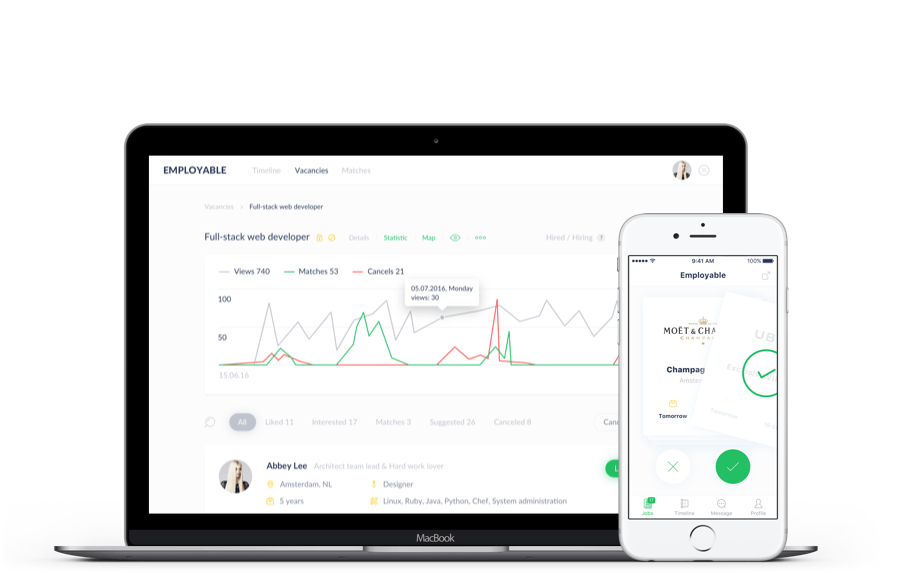 EMPLOYABLE Timeline Vacancies Matches
Vacancies > Full-stack web developer
Full-stack web developer Details Statistic Map Hired / Hiring ?
Views 740 Matches 53 Cancels 21
05.07.2016, Monday
views: 30
100
50
15.06.16
All Liked 11 Interested 17 Matches 3 Suggested 26 Canceled 8 Canc
Abbey Lee Architect team lead & Hard work lover
Amsterdam, NL Designer
5 years Linux, Ruby, Java, Python, Chef, System administration
MacBook
9:41 AM 100%
Employable
MOËT & CHA
CHAMPA
UB
Champag
Amster
Tomorrow
Tomorrow
Jobs Timeline Message Profile